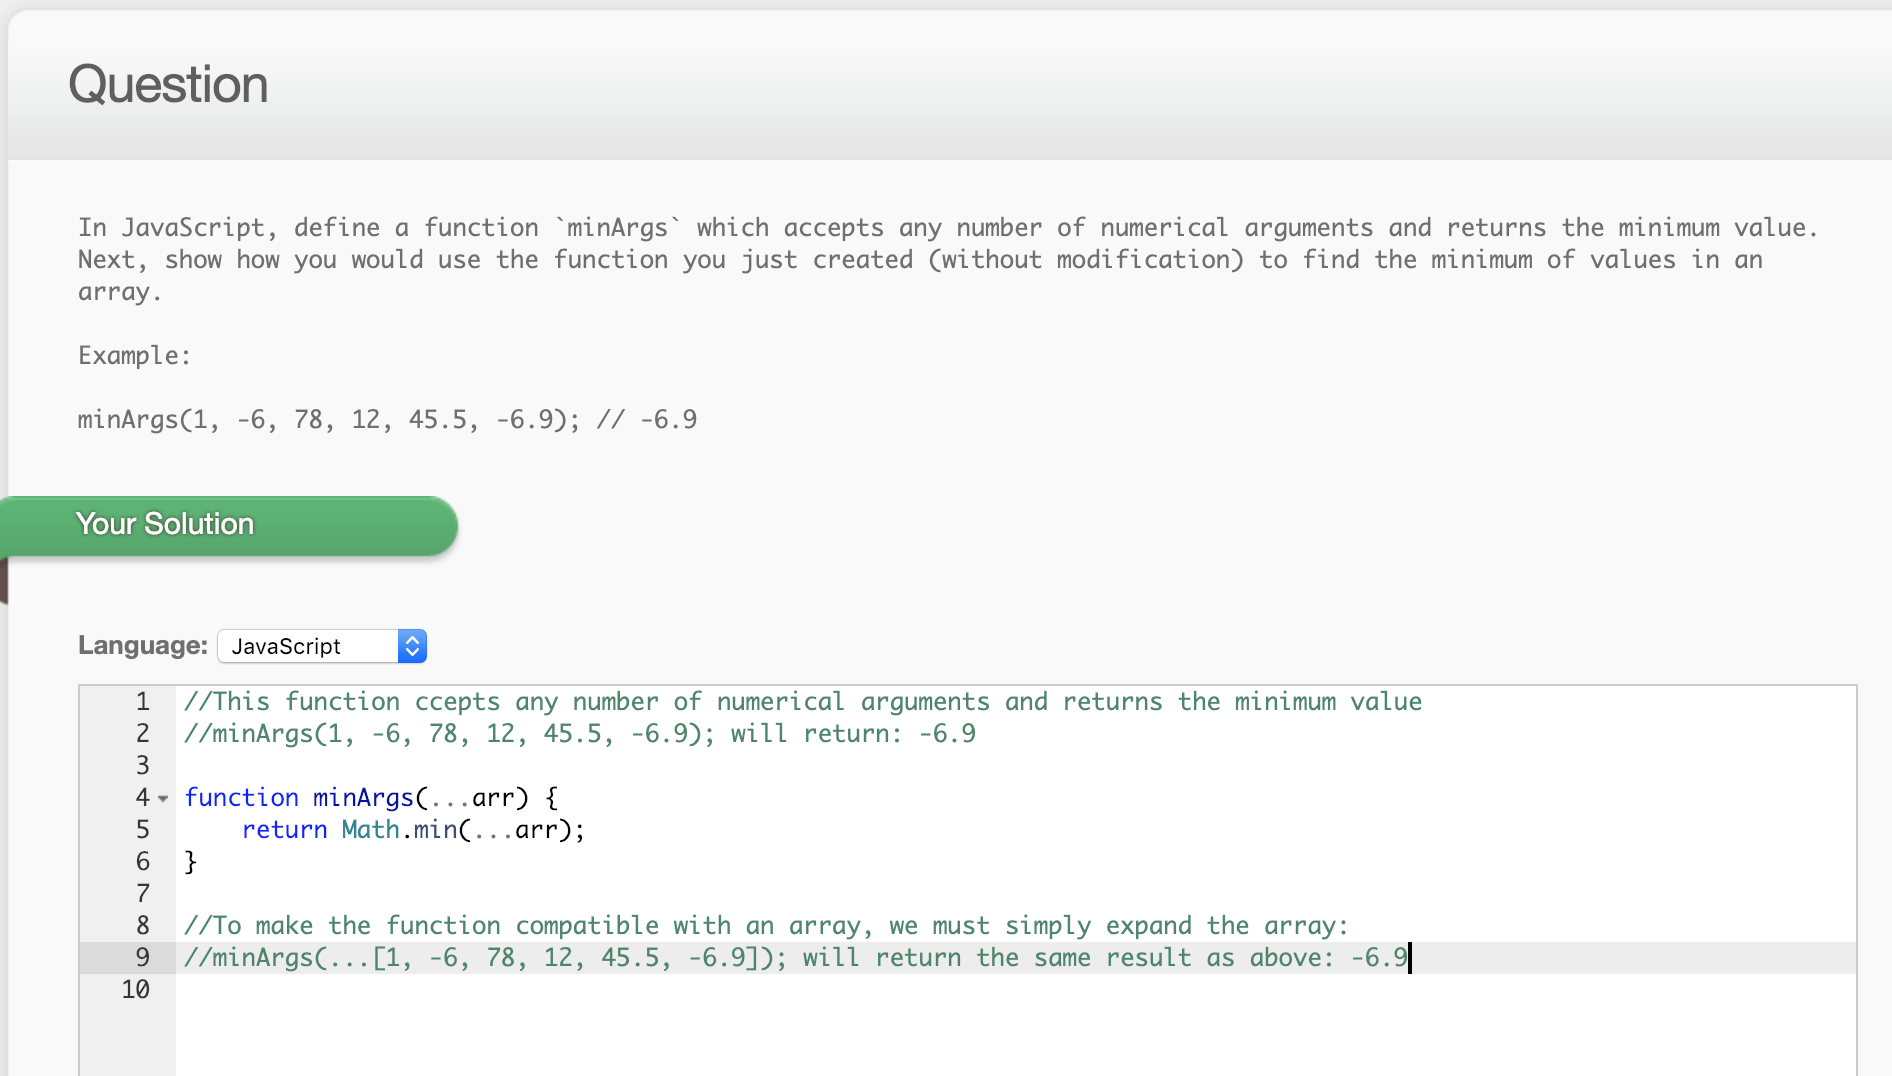 Question
In JavaScript, define a function `minArgs` which accepts any number of numerical arguments and returns the minimum value.
Next, show how you would use the function you just created (without modification) to find the minimum of values in an
array.
Example:
minArgs(1, -6, 78, 12, 45.5, -6.9); // -6.9
Your Solution
Language: JavaScript
1 //This function ccepts any number of numerical arguments and returns the minimum value
2 //minArgs(1, -6, 78, 12, 45.5, -6.9); will return: -6.9
3
4 function minArgs(...arr) {
5     return Math.min(...arr);
6 }
7
8 //To make the function compatible with an array, we must simply expand the array:
9 //minArgs(...[1, -6, 78, 12, 45.5, -6.9]); will return the same result as above: -6.9
10